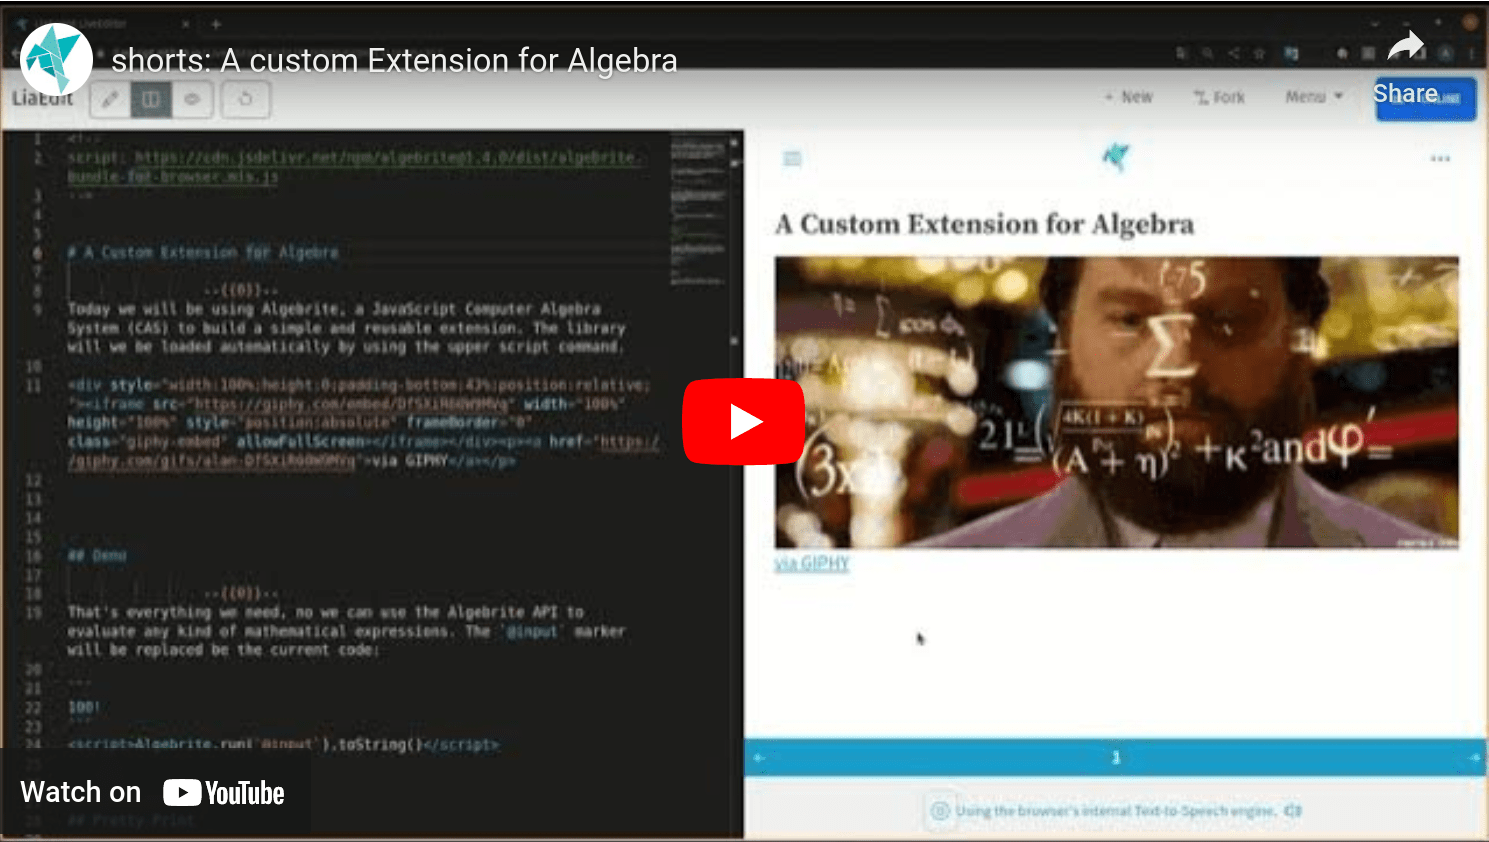 shorts: A custom Extension for Algebra
Share
LiaEdit
+ New
Fork
Menu
1 <!--
2 script: https://cdn.jsdelivr.net/npm/algebrite@1.4.0/dist/algebrite.
bundle-for-browser.min.js
3 -->
4
5
6 # A Custom Extension for Algebra
7
8 --{{0}}--
9 Today we will be using Algebrite, a JavaScript Computer Algebra
System (CAS) to build a simple and reusable extension. The library
will we be loaded automatically by using the upper script command.
10
11 <div style="width:100%;height:0;padding-bottom:43%;position:relative;
"><iframe src="https://giphy.com/embed/" width="100%"
height="100%" style="position:absolute" frameBorder="0"
class="giphy-embed" allowFullScreen></iframe></div><p><a href="https:/
/giphy.com/gifs/">via GIPHY</a></p>
12
13
14
15
16 ## Demo
17
18 --{{0}}--
19 That's everything we need, no we can use the Algebrite API to
evaluate any kind of mathematical expressions. The `@input` marker
will be replaced be the current code:
20
21 ```
22 100!
23 ```
24 <script>Algebrite.run(`@input`).toString()</script>
## Pretty Print
A Custom Extension for Algebra
cos
(3x
4K(1 + K)
(A + η)² +κ²andφ'=
via GIPHY
1
Using the browser's internal Text-to-Speech engine.
Watch on YouTube